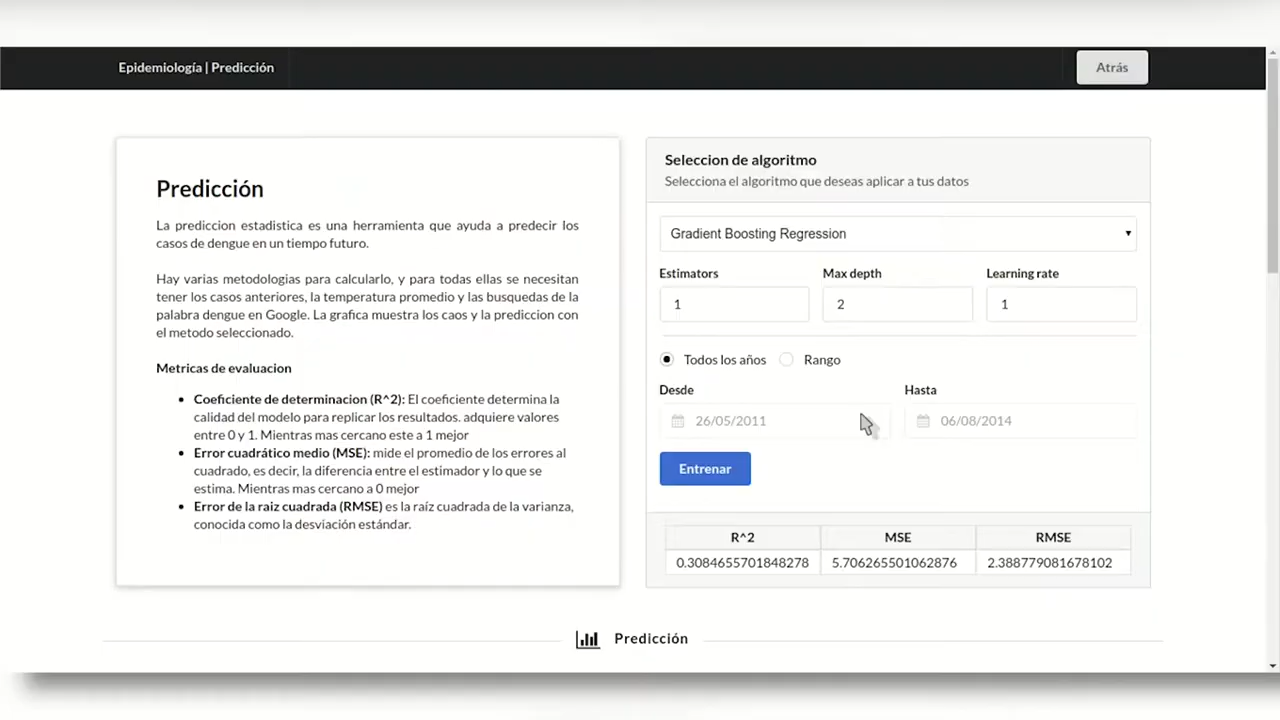 Epidemiología | Predicción
Atrás
Predicción
La prediccion estadistica es una herramienta que ayuda a predecir los
casos de dengue en un tiempo futuro.
Hay varias metodologias para calcularlo, y para todas ellas se necesitan
tener los casos anteriores, la temperatura promedio y las busquedas de la
palabra dengue en Google. La grafica muestra los caos y la prediccion con
el metodo seleccionado.
Metricas de evaluacion
Coeficiente de determinacion (R^2): El coeficiente determina la
calidad del modelo para replicar los resultados. adquiere valores
entre 0 y 1. Mientras mas cercano este a 1 mejor
Error cuadrático medio (MSE): mide el promedio de los errores al
cuadrado, es decir, la diferencia entre el estimador y lo que se
estima. Mientras mas cercano a 0 mejor
Error de la raiz cuadrada (RMSE) es la raíz cuadrada de la varianza,
conocida como la desviación estándar.
Seleccion de algoritmo
Selecciona el algoritmo que deseas aplicar a tus datos
Gradient Boosting Regression
Estimators Max depth Learning rate
1 2 1
Todos los años Rango
Desde Hasta
26/05/2011 06/08/2014
Entrenar
R^2 MSE RMSE
0.3084655701848278 5.706265501062876 2.388779081678102
Predicción